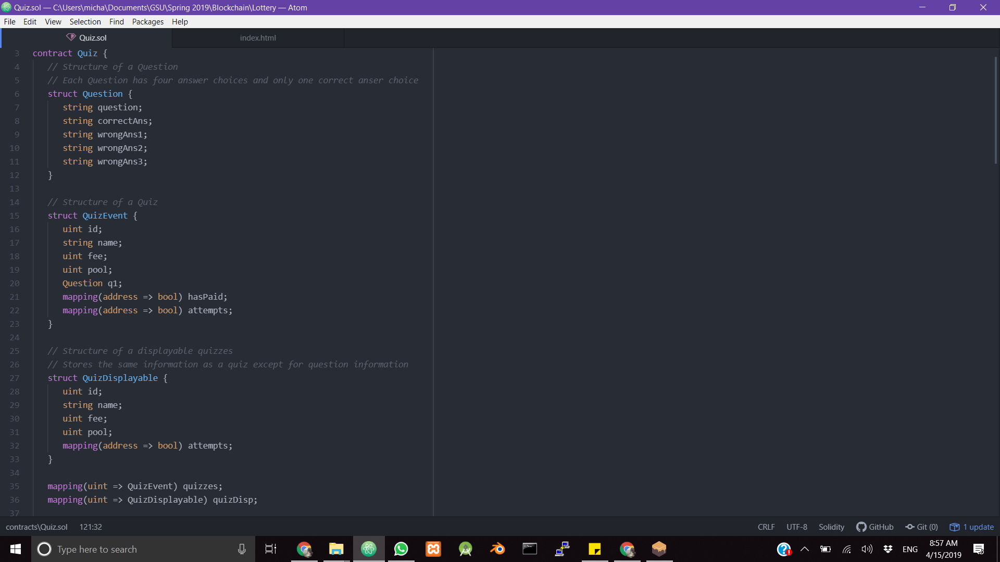 Quiz.sol — C:\Users\micha\Documents\GSU\Spring 2019\Blockchain\Lottery — Atom
File Edit View Selection Find Packages Help
Quiz.sol index.html
3 contract Quiz {
4 // Structure of a Question
5 // Each Question has four answer choices and only one correct anser choice
6 struct Question {
7 string question;
8 string correctAns;
9 string wrongAns1;
10 string wrongAns2;
11 string wrongAns3;
12 }
13
14 // Structure of a Quiz
15 struct QuizEvent {
16 uint id;
17 string name;
18 uint fee;
19 uint pool;
20 Question q1;
21 mapping(address => bool) hasPaid;
22 mapping(address => bool) attempts;
23 }
24
25 // Structure of a displayable quizzes
26 // Stores the same information as a quiz except for question information
27 struct QuizDisplayable {
28 uint id;
29 string name;
30 uint fee;
31 uint pool;
32 mapping(address => bool) attempts;
33 }
34
35 mapping(uint => QuizEvent) quizzes;
36 mapping(uint => QuizDisplayable) quizDisp;
37
contracts\Quiz.sol 121:32 CRLF UTF-8 Solidity GitHub Git (0) 1 update
Type here to search ENG 8:57 AM
4/15/2019